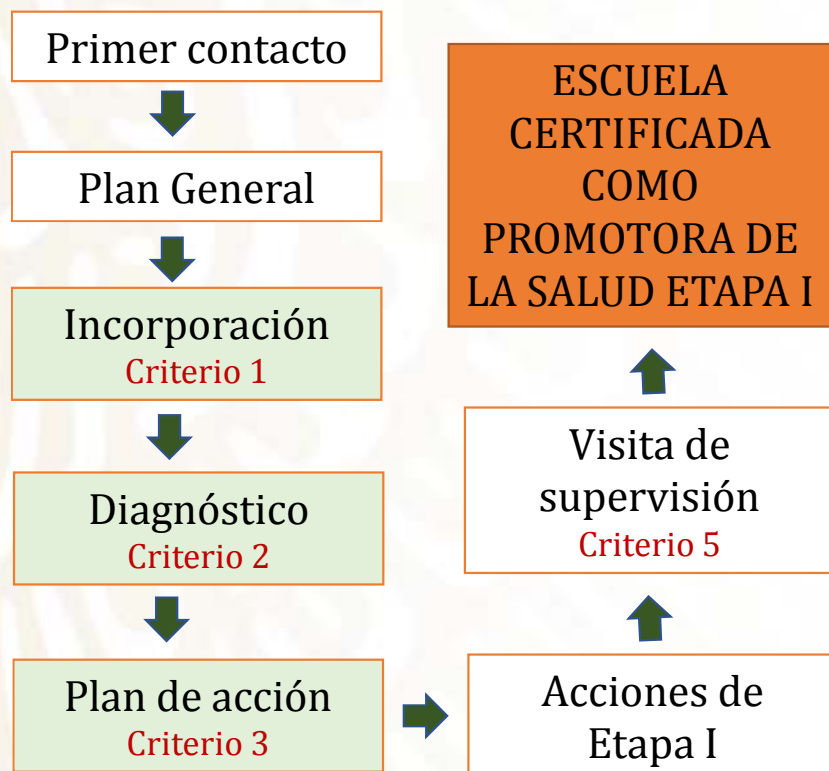 Primer contacto
Plan General
Incorporación
Criterio 1
Diagnóstico
Criterio 2
Plan de acción
Criterio 3
Acciones de
Etapa I
Visita de
supervisión
Criterio 5
ESCUELA
CERTIFICADA
COMO
PROMOTORA DE
LA SALUD ETAPA I